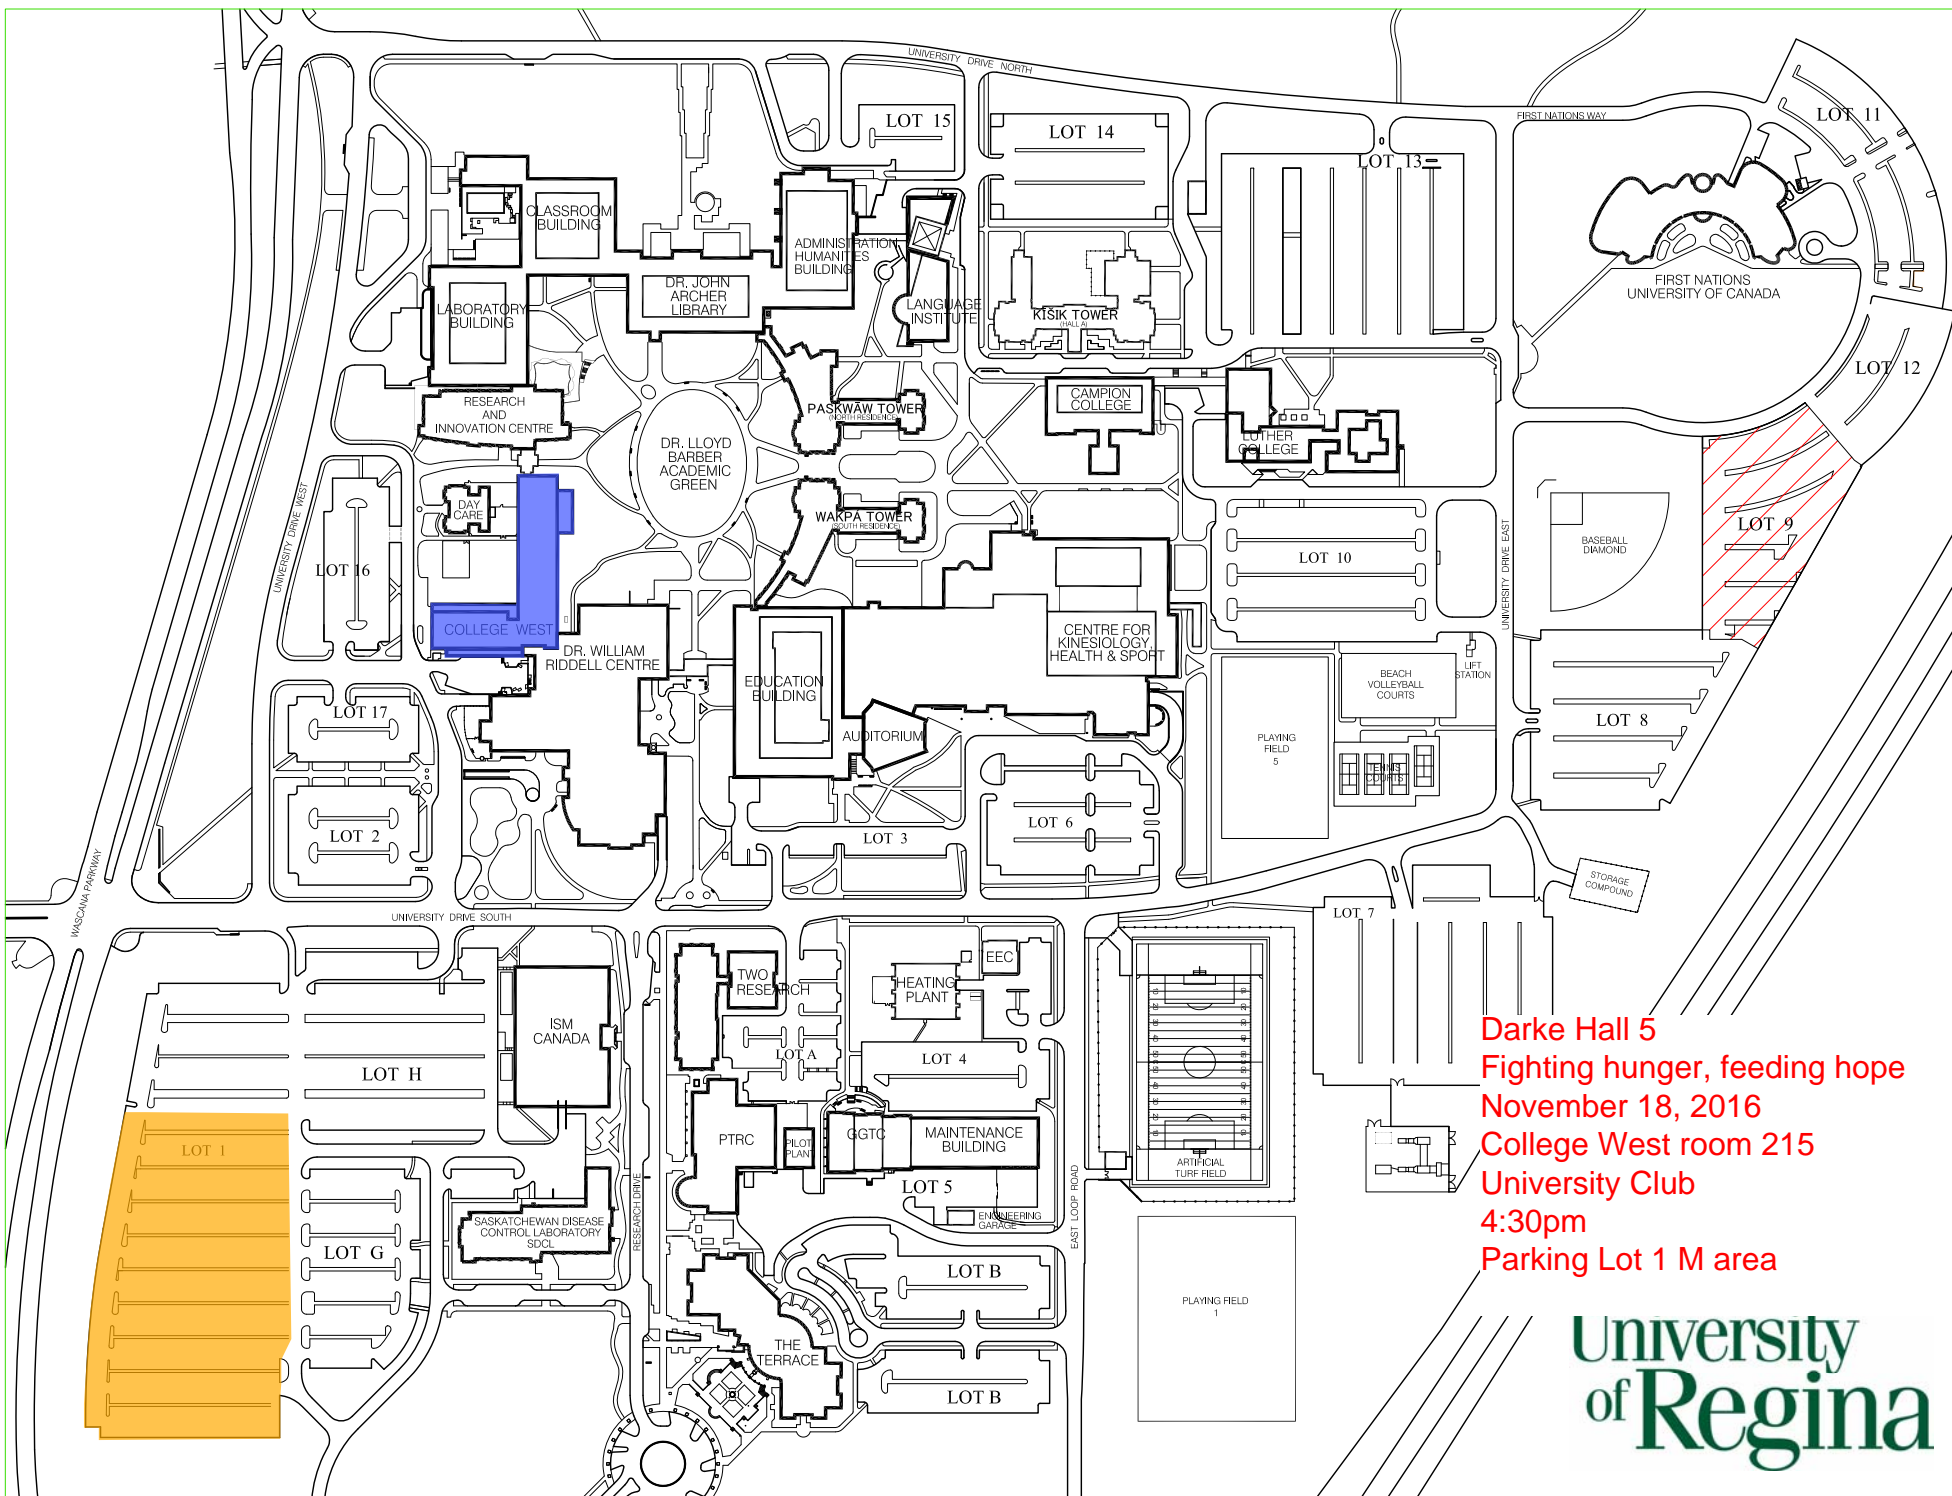 UNIVERSITY DRIVE NORTH
FIRST NATIONS WAY
LOT 11
LOT 15
LOT 14
LOT 13
CLASSROOM
BUILDING
ADMINISTRATION
HUMANITIES
BUILDING
DR. JOHN
ARCHER
LIBRARY
LABORATORY
BUILDING
LANGUAGE
INSTITUTE
KĪŠIK TOWER
(HALL A)
FIRST NATIONS
UNIVERSITY OF CANADA
LOT 12
RESEARCH
AND
INNOVATION CENTRE
PASKWĀW TOWER
(NORTH RESIDENCE)
CAMPION
COLLEGE
LUTHER
COLLEGE
DR. LLOYD
BARBER
ACADEMIC
GREEN
DAY
CARE
WAKPÁ TOWER
(SOUTH RESIDENCE)
UNIVERSITY DRIVE WEST
LOT 16
LOT 10
UNIVERSITY DRIVE EAST
BASEBALL
DIAMOND
LOT 9
COLLEGE WEST
DR. WILLIAM
RIDDELL CENTRE
CENTRE FOR
KINESIOLOGY,
HEALTH & SPORT
EDUCATION
BUILDING
AUDITORIUM
BEACH
VOLLEYBALL
COURTS
LIFT
STATION
LOT 17
LOT 8
PLAYING
FIELD
5
TENNIS
COURTS
LOT 2
LOT 3
LOT 6
WASCANA PARKWAY
UNIVERSITY DRIVE SOUTH
STORAGE
COMPOUND
LOT 7
TWO
RESEARCH
HEATING
PLANT
EEC
ISM
CANADA
LOT H
LOT A
LOT 4
LOT 1
PTRC
PILOT
PLANT
GGTC
MAINTENANCE
BUILDING
ARTIFICIAL
TURF FIELD
LOT 5
ENGINEERING
GARAGE
EAST LOOP ROAD
RESEARCH DRIVE
SASKATCHEWAN DISEASE
CONTROL LABORATORY
SDCL
LOT G
LOT B
PLAYING FIELD
1
THE
TERRACE
LOT B
Darke Hall 5
Fighting hunger, feeding hope
November 18, 2016
College West room 215
University Club
4:30pm
Parking Lot 1 M area
University
of Regina